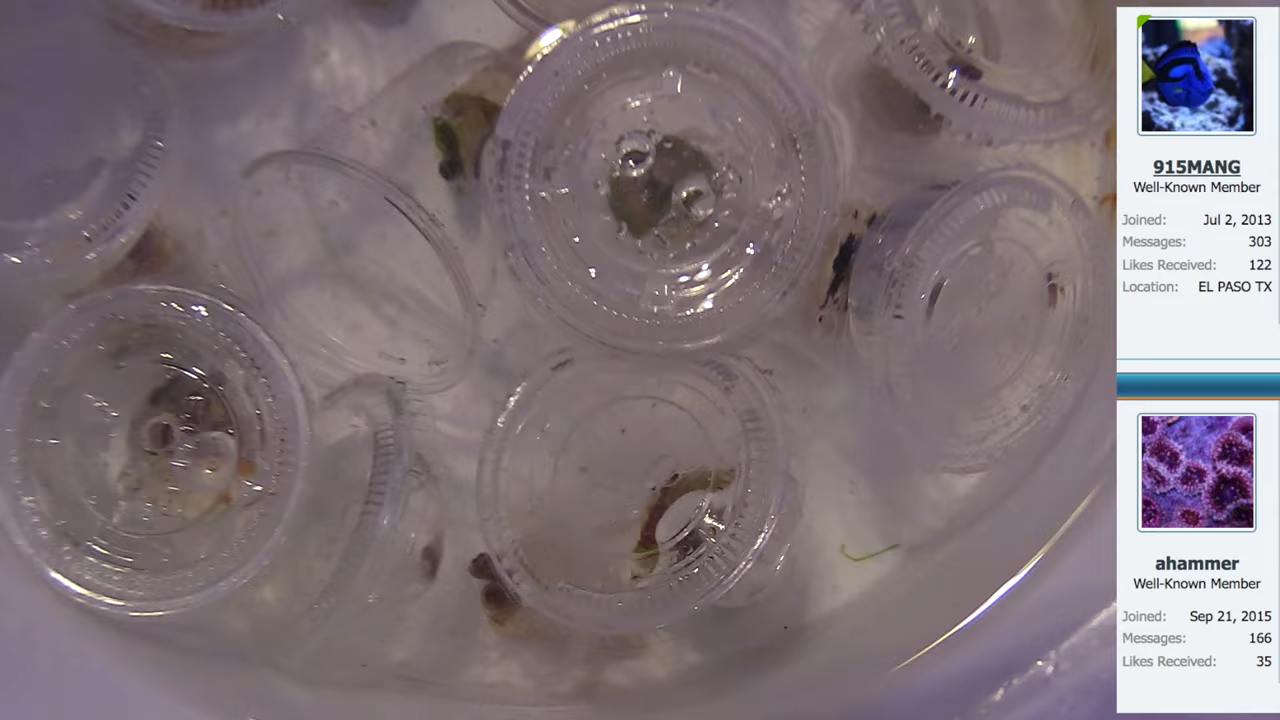 915MANG
Well-Known Member
Joined: Jul 2, 2013
Messages: 303
Likes Received: 122
Location: EL PASO TX
ahammer
Well-Known Member
Joined: Sep 21, 2015
Messages: 166
Likes Received: 35